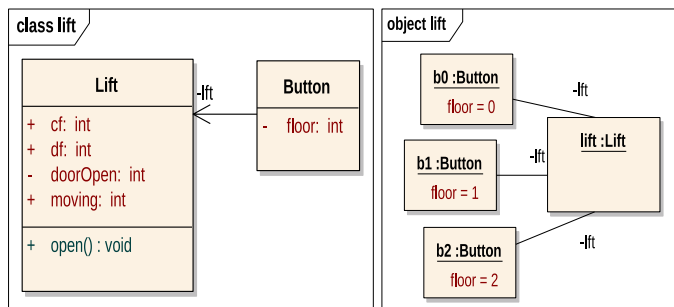 class lift
Lift
+ cf: int
+ df: int
- doorOpen: int
+ moving: int
+ open() : void
-lft
Button
- floor: int
object lift
b0 :Button
floor = 0
-lft
b1 :Button
floor = 1
-lft
lift :Lift
b2 :Button
floor = 2
-lft